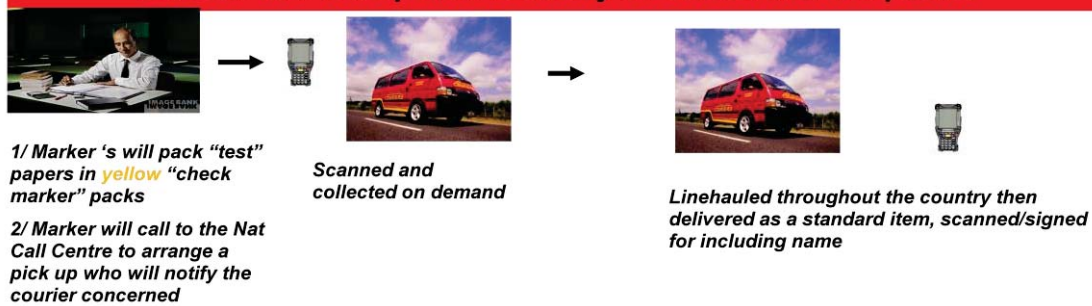 IMAGE BANK
1/ Marker 's will pack “test”
papers in yellow “check
marker” packs
2/ Marker will call to the Nat
Call Centre to arrange a
pick up who will notify the
courier concerned
Scanned and
collected on demand
Linehauled throughout the country then
delivered as a standard item, scanned/signed
for including name